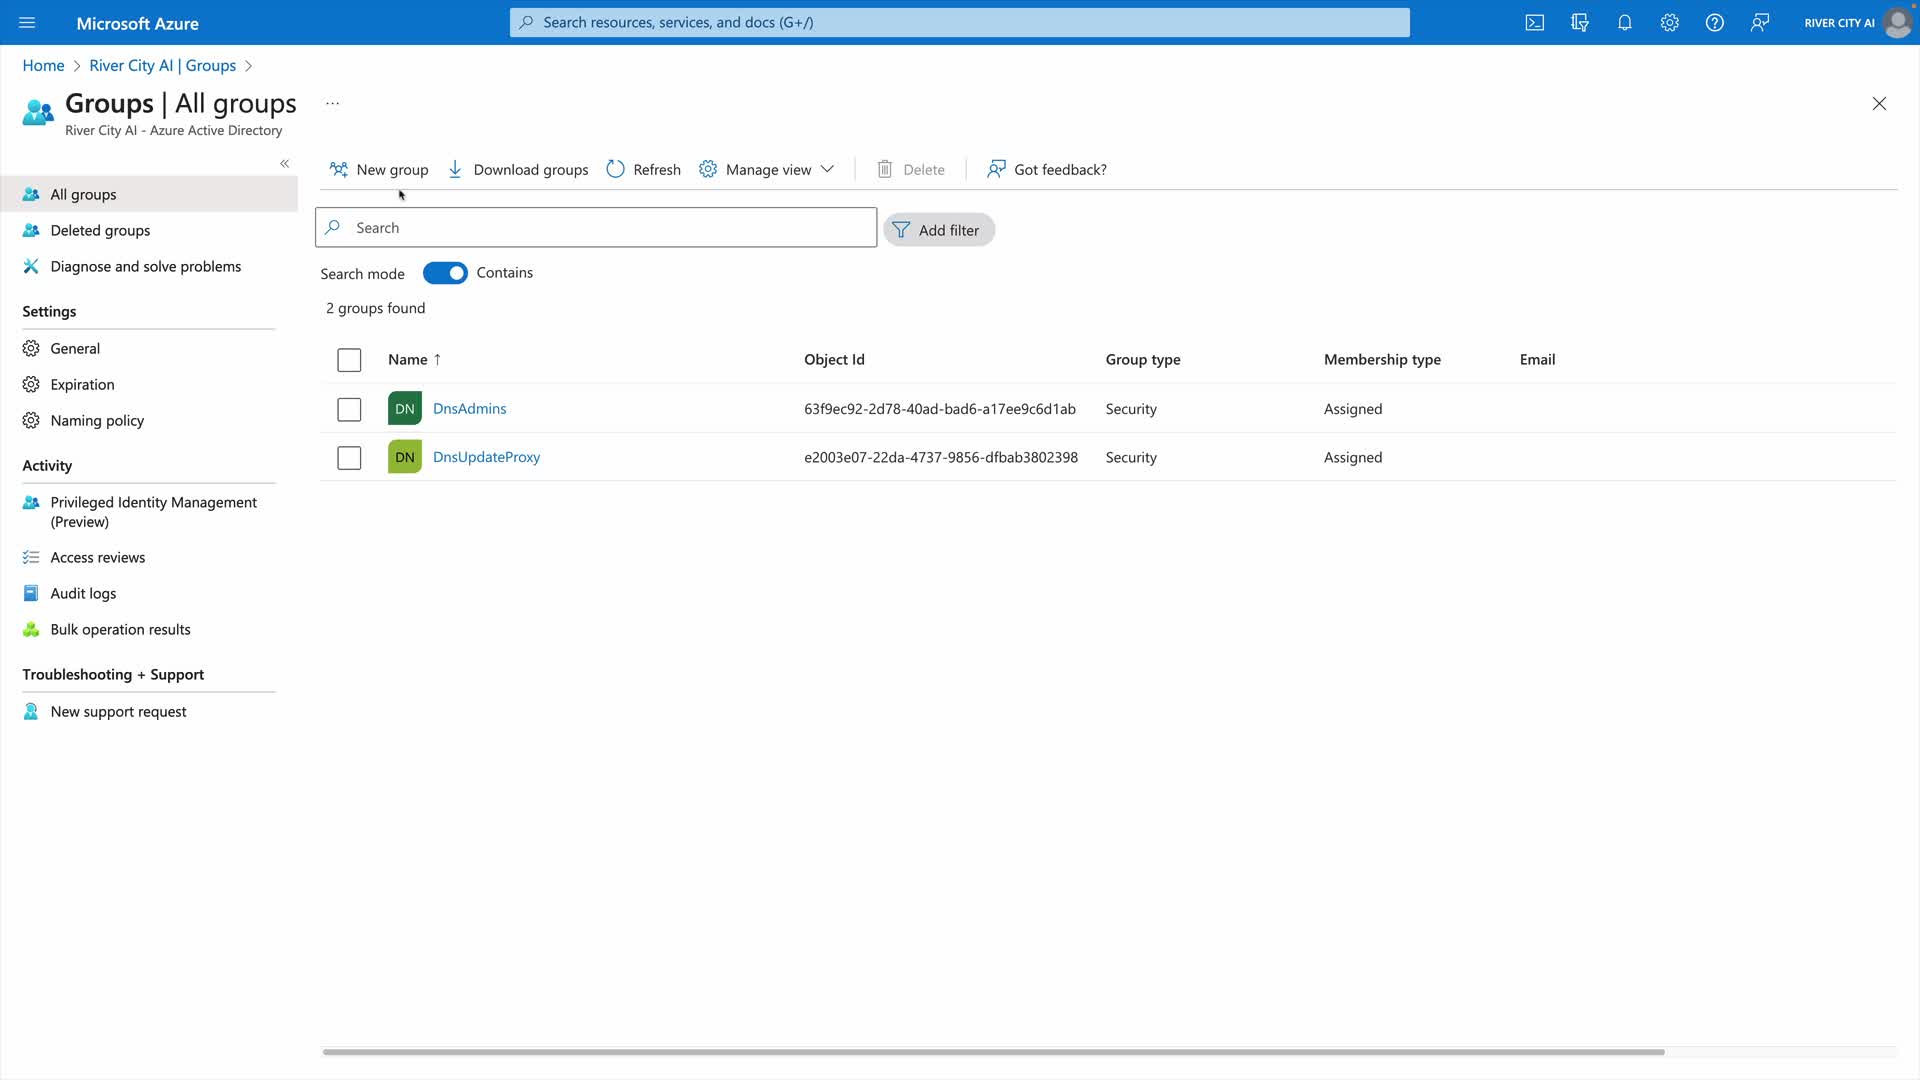 Microsoft Azure
Search resources, services, and docs (G+/)
RIVER CITY AI
Home > River City AI | Groups >
Groups | All groups ...
River City AI - Azure Active Directory
«
New group
Download groups
Refresh
Manage view
Delete
Got feedback?
All groups
Deleted groups
Diagnose and solve problems
Settings
General
Expiration
Naming policy
Activity
Privileged Identity Management
(Preview)
Access reviews
Audit logs
Bulk operation results
Troubleshooting + Support
New support request
Search
Add filter
Search mode Contains
2 groups found
Name ↑ Object Id Group type Membership type Email
DN DnsAdmins 63f9ec92-2d78-40ad-bad6-a17ee9c6d1ab Security Assigned
DN DnsUpdateProxy e2003e07-22da-4737-9856-dfbab3802398 Security Assigned